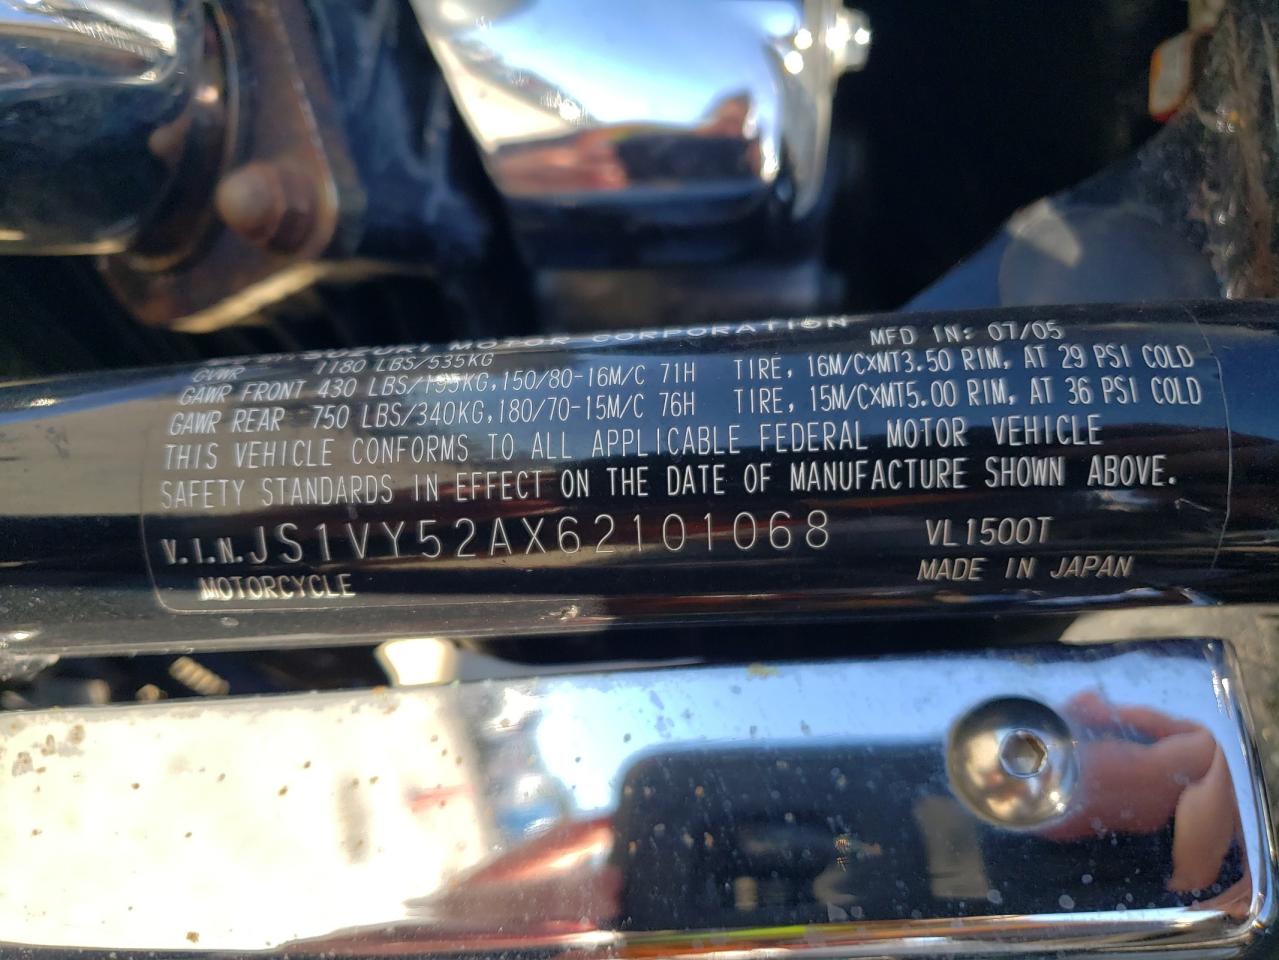 SUZUKI MOTOR CORPORATION MFD IN: 07/05
GVWR 1180 LBS/535KG
GAWR FRONT 430 LBS/195KG,150/80-16M/C 71H TIRE, 16M/C×MT3.50 RIM, AT 29 PSI COLD
GAWR REAR 750 LBS/340KG,180/70-15M/C 76H TIRE, 15M/C×MT5.00 RIM, AT 36 PSI COLD
THIS VEHICLE CONFORMS TO ALL APPLICABLE FEDERAL MOTOR VEHICLE
SAFETY STANDARDS IN EFFECT ON THE DATE OF MANUFACTURE SHOWN ABOVE.
V.I.N.JS1VY52AX62101068 VL1500T
MOTORCYCLE MADE IN JAPAN